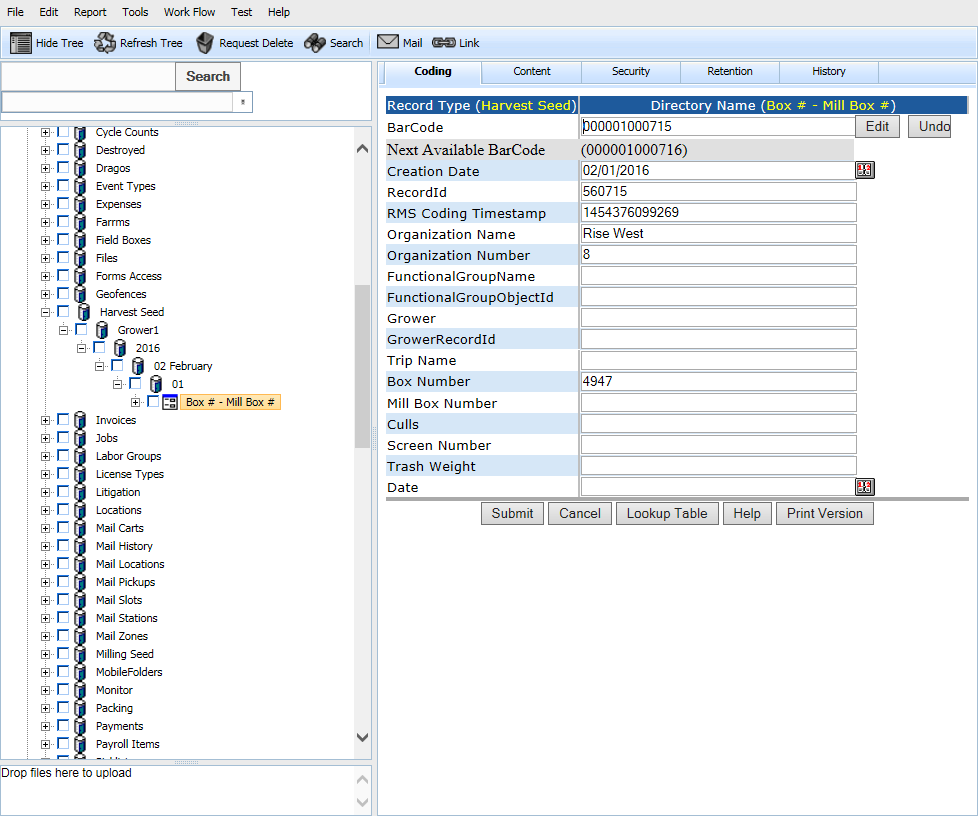 File Edit Report Tools Work Flow Test Help
Hide Tree Refresh Tree Request Delete Search Mail Link
Search
Cycle Counts
Destroyed
Dragos
Event Types
Expenses
Farrms
Field Boxes
Files
Forms Access
Geofences
Harvest Seed
Grower1
2016
02 February
01
Box # - Mill Box #
Invoices
Jobs
Labor Groups
License Types
Litigation
Locations
Mail Carts
Mail History
Mail Locations
Mail Pickups
Mail Slots
Mail Stations
Mail Zones
Milling Seed
MobileFolders
Monitor
Packing
Payments
Payroll Items
Drop files here to upload
Coding Content Security Retention History
Record Type (Harvest Seed) Directory Name (Box # - Mill Box #)
BarCode 000001000715 Edit Undo
Next Available BarCode (000001000716)
Creation Date 02/01/2016
RecordId 560715
RMS Coding Timestamp 1454376099269
Organization Name Rise West
Organization Number 8
FunctionalGroupName
FunctionalGroupObjectId
Grower
GrowerRecordId
Trip Name
Box Number 4947
Mill Box Number
Culls
Screen Number
Trash Weight
Date
Submit Cancel Lookup Table Help Print Version